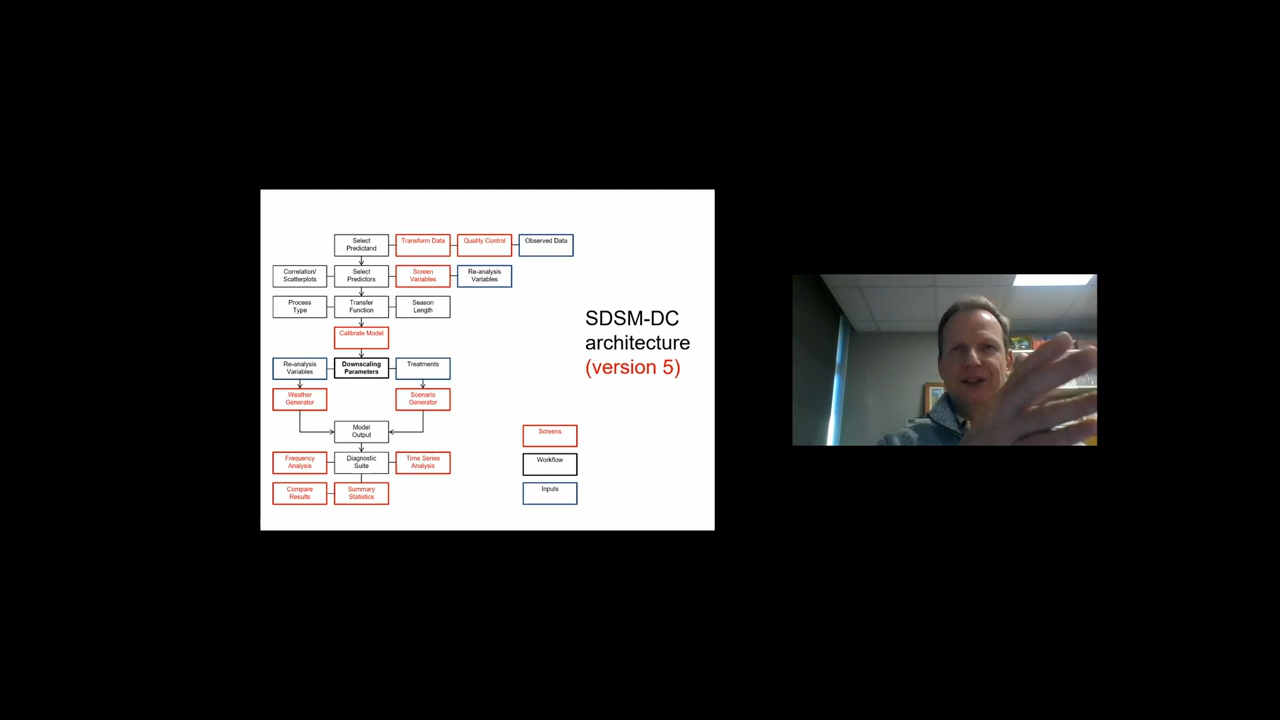 Select
Predictand
Transform Data
Quality Control
Observed Data
Correlation/
Scatterplots
Select
Predictors
Screen
Variables
Re-analysis
Variables
Process
Type
Transfer
Function
Season
Length
Calibrate Model
Re-analysis
Variables
Downscaling
Parameters
Treatments
Weather
Generator
Scenario
Generator
Model
Output
Frequency
Analysis
Diagnostic
Suite
Time Series
Analysis
Compare
Results
Summary
Statistics
SDSM-DC
architecture
(version 5)
Screens
Workflow
Inputs